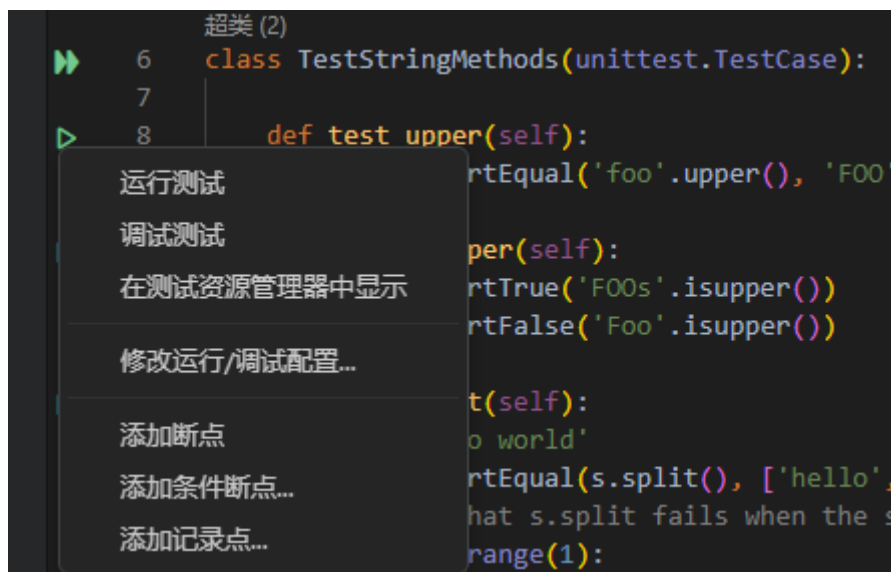 超类 (2)
6 class TestStringMethods(unittest.TestCase):
7
8 def test_upper(self):
运行测试
rtEqual('foo'.upper(), 'FOO'
调试测试
per(self):
在测试资源管理器中显示
rtTrue('FOOs'.isupper())
rtFalse('Foo'.isupper())
修改运行/调试配置...
t(self):
添加断点
o world'
添加条件断点...
rtEqual(s.split(), ['hello',
hat s.split fails when the s
添加记录点...
range(1):